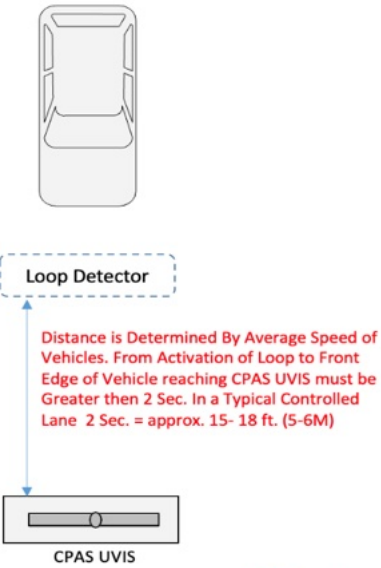 Loop Detector
Distance is Determined By Average Speed of
Vehicles. From Activation of Loop to Front
Edge of Vehicle reaching CPAS UVIS must be
Greater then 2 Sec. In a Typical Controlled
Lane 2 Sec. = approx. 15- 18 ft. (5-6M)
CPAS UVIS